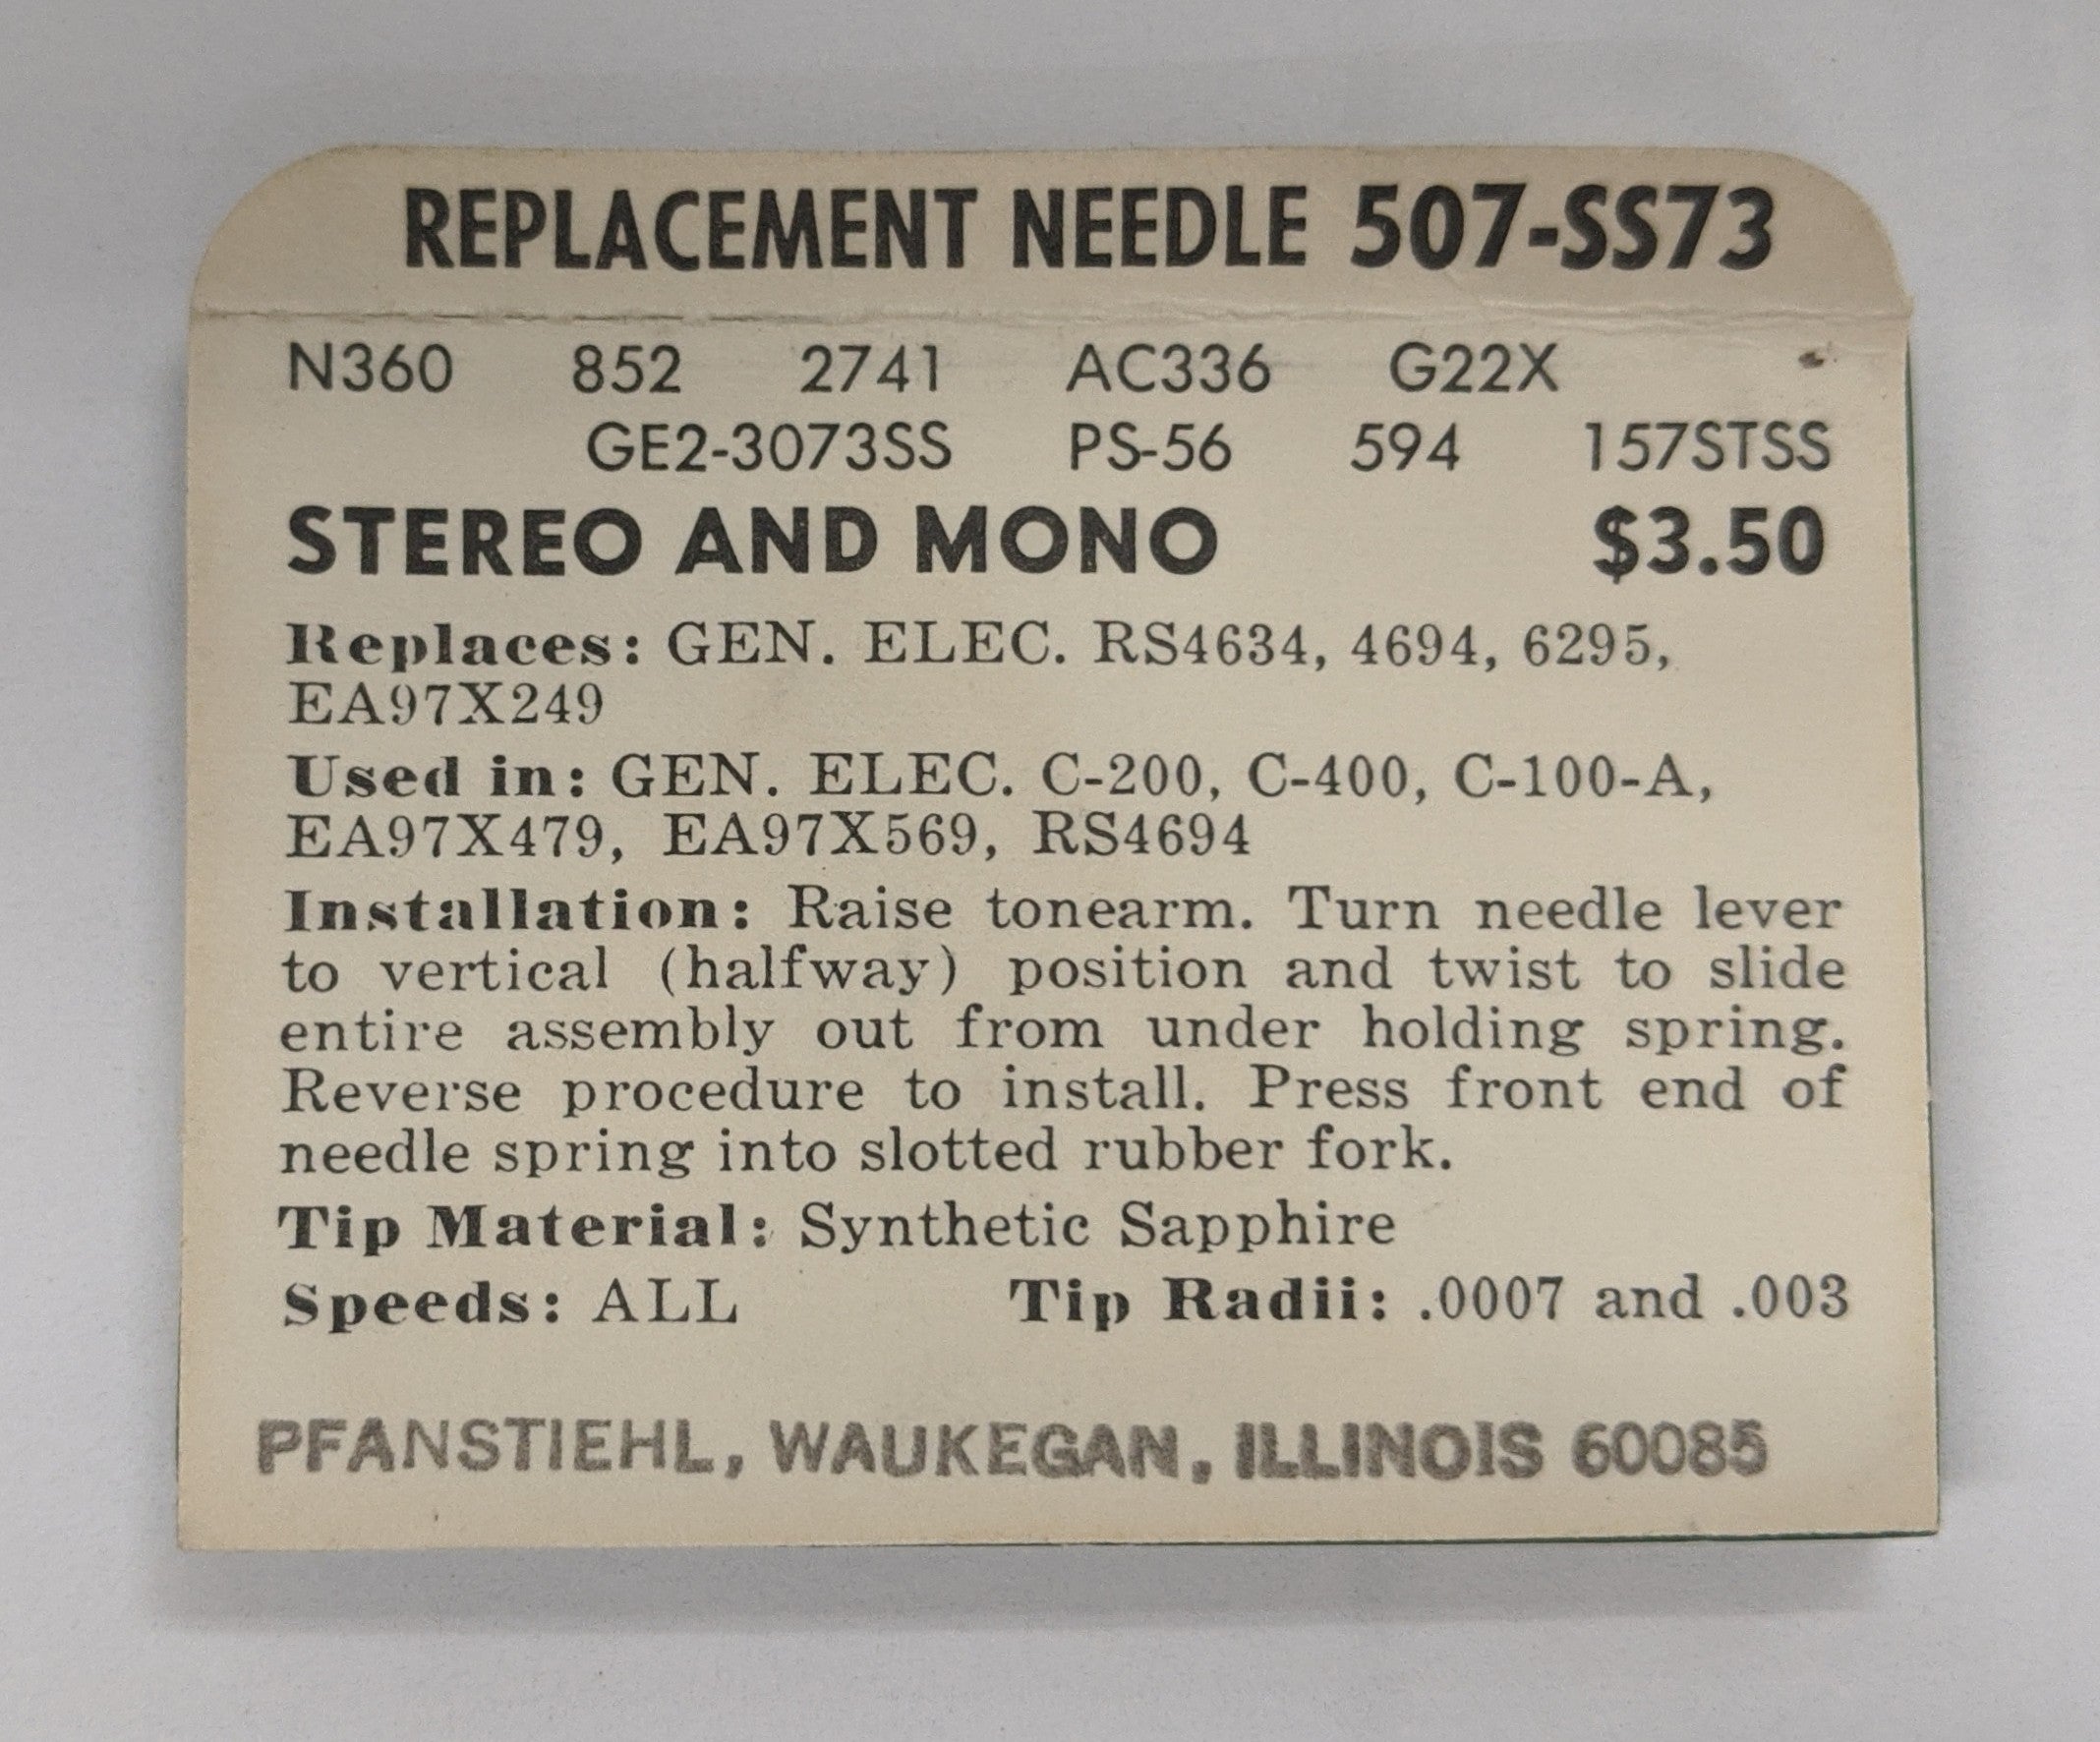 REPLACEMENT NEEDLE 507-SS73
N360 852 2741 AC336 G22X
GE2-3073SS PS-56 594 157STSS
STEREO AND MONO $3.50
Replaces: GEN. ELEC. RS4634, 4694, 6295,
EA97X249
Used in: GEN. ELEC. C-200, C-400, C-100-A,
EA97X479, EA97X569, RS4694
Installation: Raise tonearm. Turn needle lever
to vertical (halfway) position and twist to slide
entire assembly out from under holding spring.
Reverse procedure to install. Press front end of
needle spring into slotted rubber fork.
Tip Material: Synthetic Sapphire
Speeds: ALL Tip Radii: .0007 and .003
PFANSTIEHL, WAUKEGAN, ILLINOIS 60085